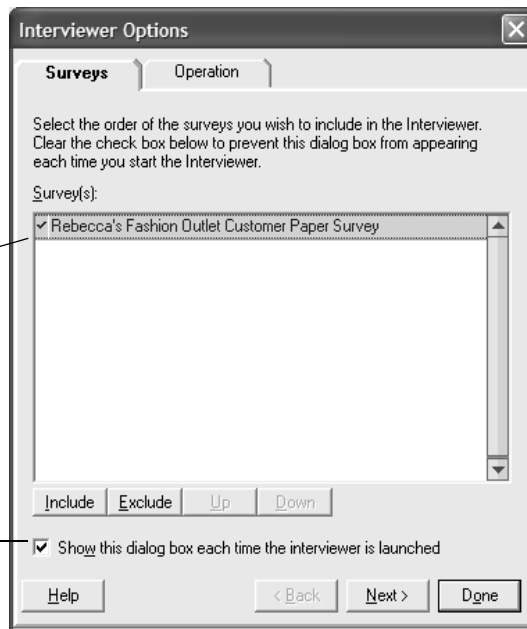 Interviewer Options
Surveys Operation
Select the order of the surveys you wish to include in the Interviewer.
Clear the check box below to prevent this dialog box from appearing
each time you start the Interviewer.
Survey(s):
Rebecca's Fashion Outlet Customer Paper Survey
Include Exclude Up Down
Show this dialog box each time the interviewer is launched
Help < Back Next > Done